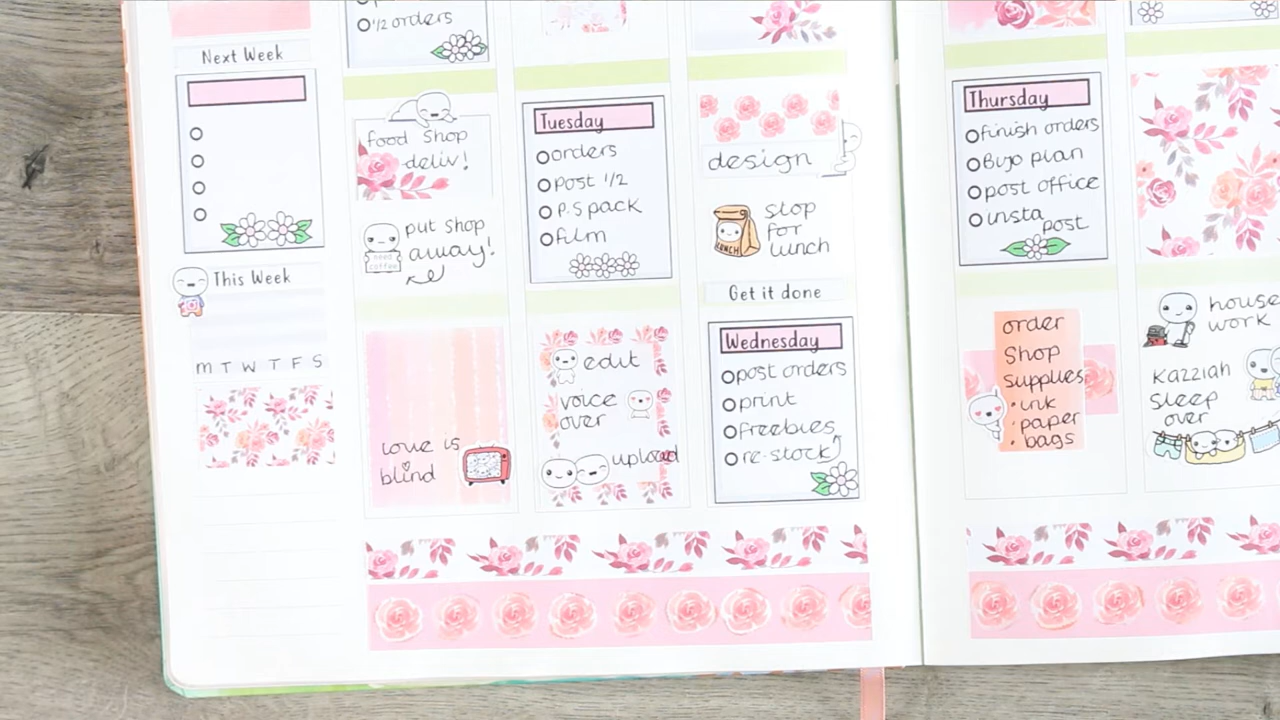 Next Week
This Week
M T W T F S
1/2 orders
food Shop
deliv!
put Shop
away!
need
coffee
love is
blind
Tuesday
orders
post 1/2
P.S pack
film
edit
voice
over
upload
design
LUNCH
stop
for
lunch
Get it done
Wednesday
post orders
print
freebies
re-stock
Thursday
finish orders
Bujo plan
post office
insta
post
order
Shop
supplies
• ink
• paper
• bags
house
work
Kazziah
Sleep
over